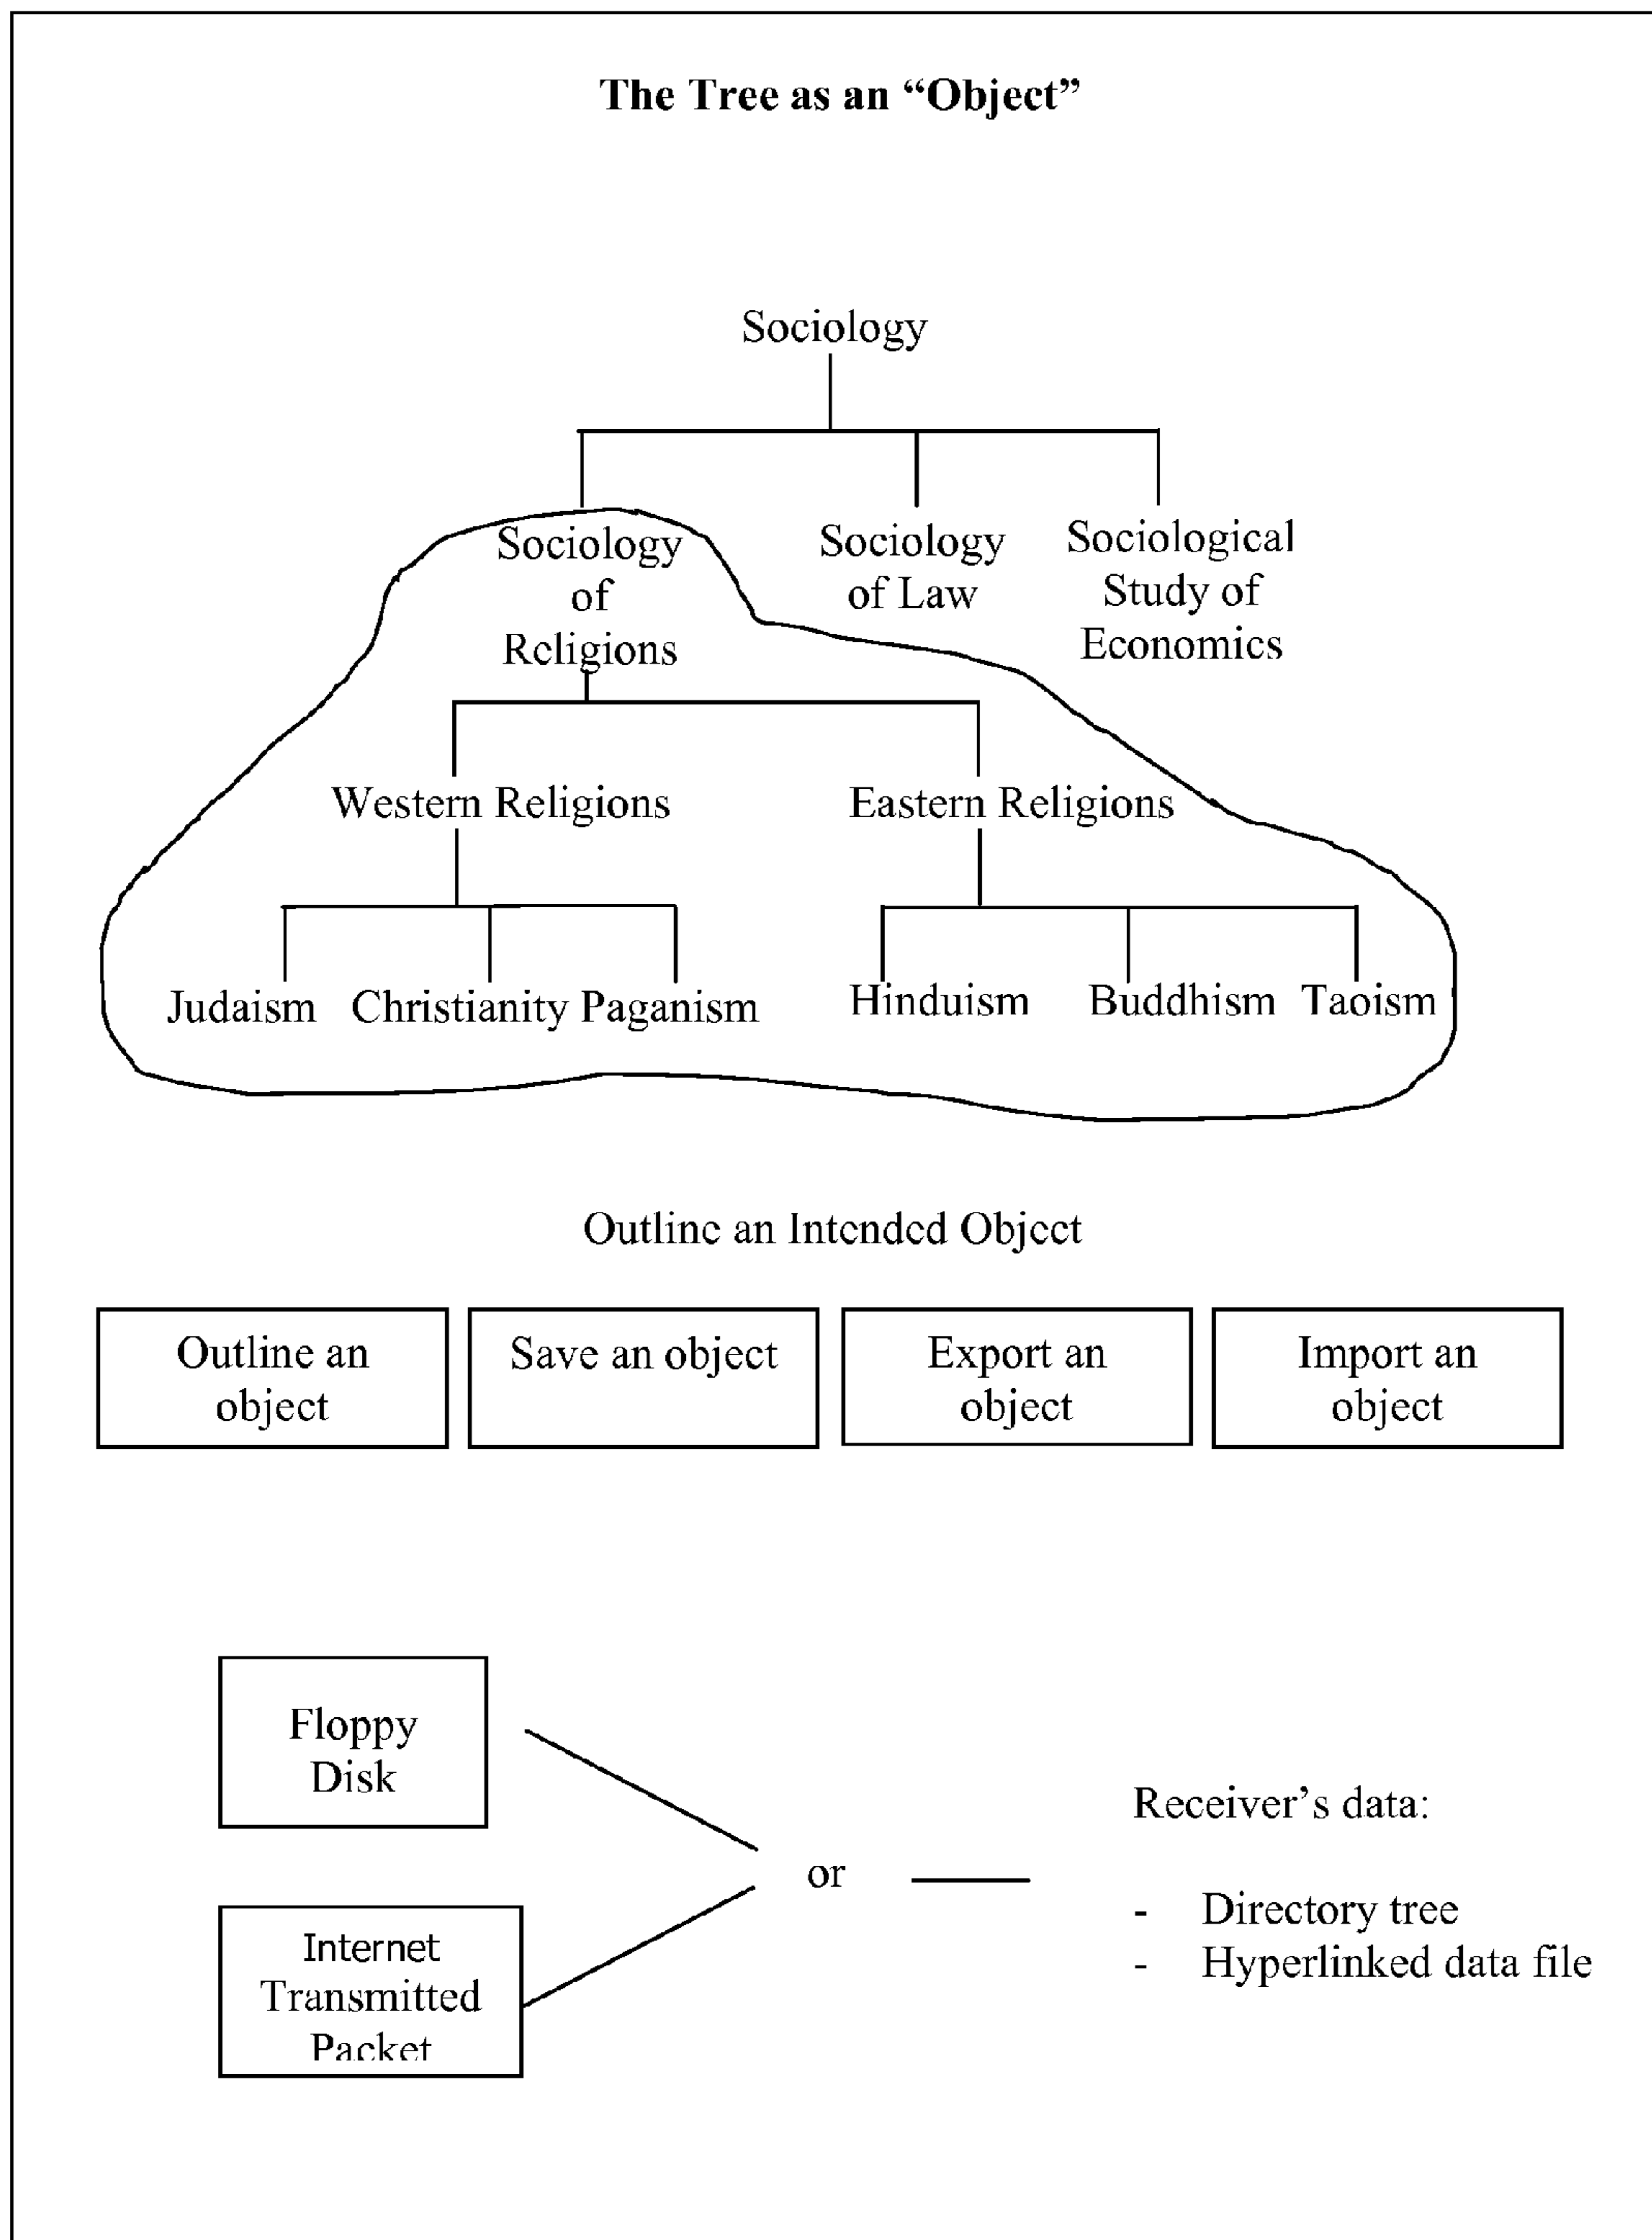 The Tree as an “Object”
Sociology
Sociology
of
Religions
Sociology
of Law
Sociological
Study of
Economics
Western Religions
Eastern Religions
Judaism Christianity Paganism
Hinduism Buddhism Taoism
Outline an Intended Object
Outline an
object
Save an object
Export an
object
Import an
object
Floppy
Disk
Internet
Transmitted
Packet
or
Receiver’s data:
- Directory tree
- Hyperlinked data file